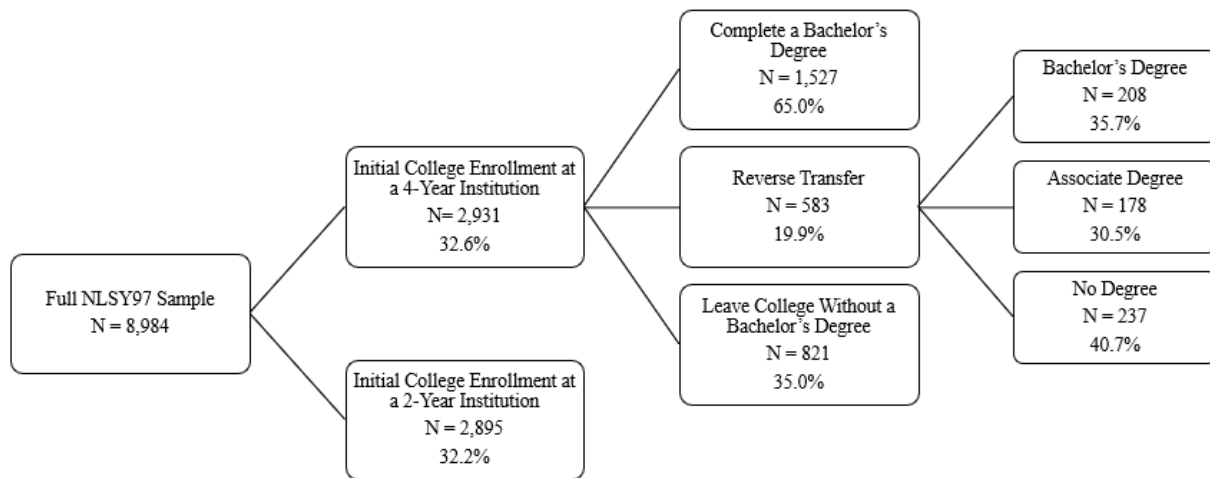 Full NLSY97 Sample
N = 8,984
Initial College Enrollment at
a 4-Year Institution
N= 2,931
32.6%
Initial College Enrollment at
a 2-Year Institution
N = 2,895
32.2%
Complete a Bachelor’s
Degree
N = 1,527
65.0%
Reverse Transfer
N = 583
19.9%
Leave College Without a
Bachelor’s Degree
N = 821
35.0%
Bachelor’s Degree
N = 208
35.7%
Associate Degree
N = 178
30.5%
No Degree
N = 237
40.7%